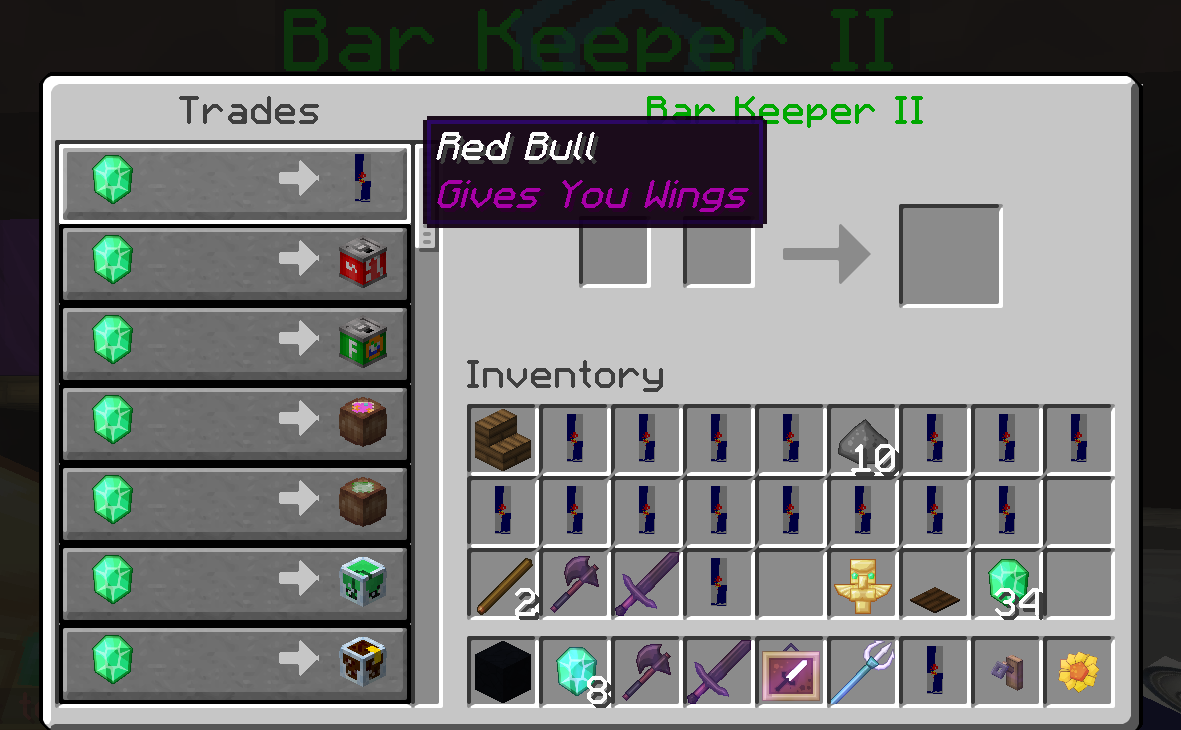 Bar Keeper II
Trades
Bar Keeper II
Red Bull
Gives You Wings
F
Inventory
10
2
34
8